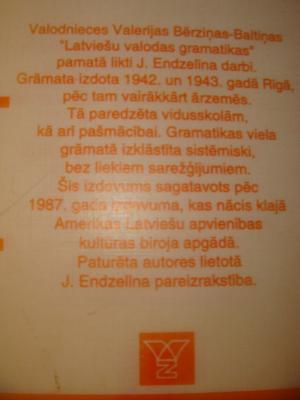 Valodnieces Valerijas Bērziņas-Baltiņas
"Latviešu valodas gramatikas"
pamatā likti J. Endzelīna darbi.
Grāmata izdota 1942. un 1943. gadā Rīgā,
pēc tam vairākkārt ārzemēs.
Tā paredzēta vidusskolām,
kā arī pašmācībai. Gramatikas viela
grāmatā izklāstīta sistēmiski,
bez liekiem sarežģījumiem.
Šis izdevums sagatavots pēc
1987. gada izdevuma, kas nācis klajā
Amerikas Latviešu apvienības
kultūras biroja apgādā.
Paturēta autores lietotā
J. Endzelīna pareizrakstība.